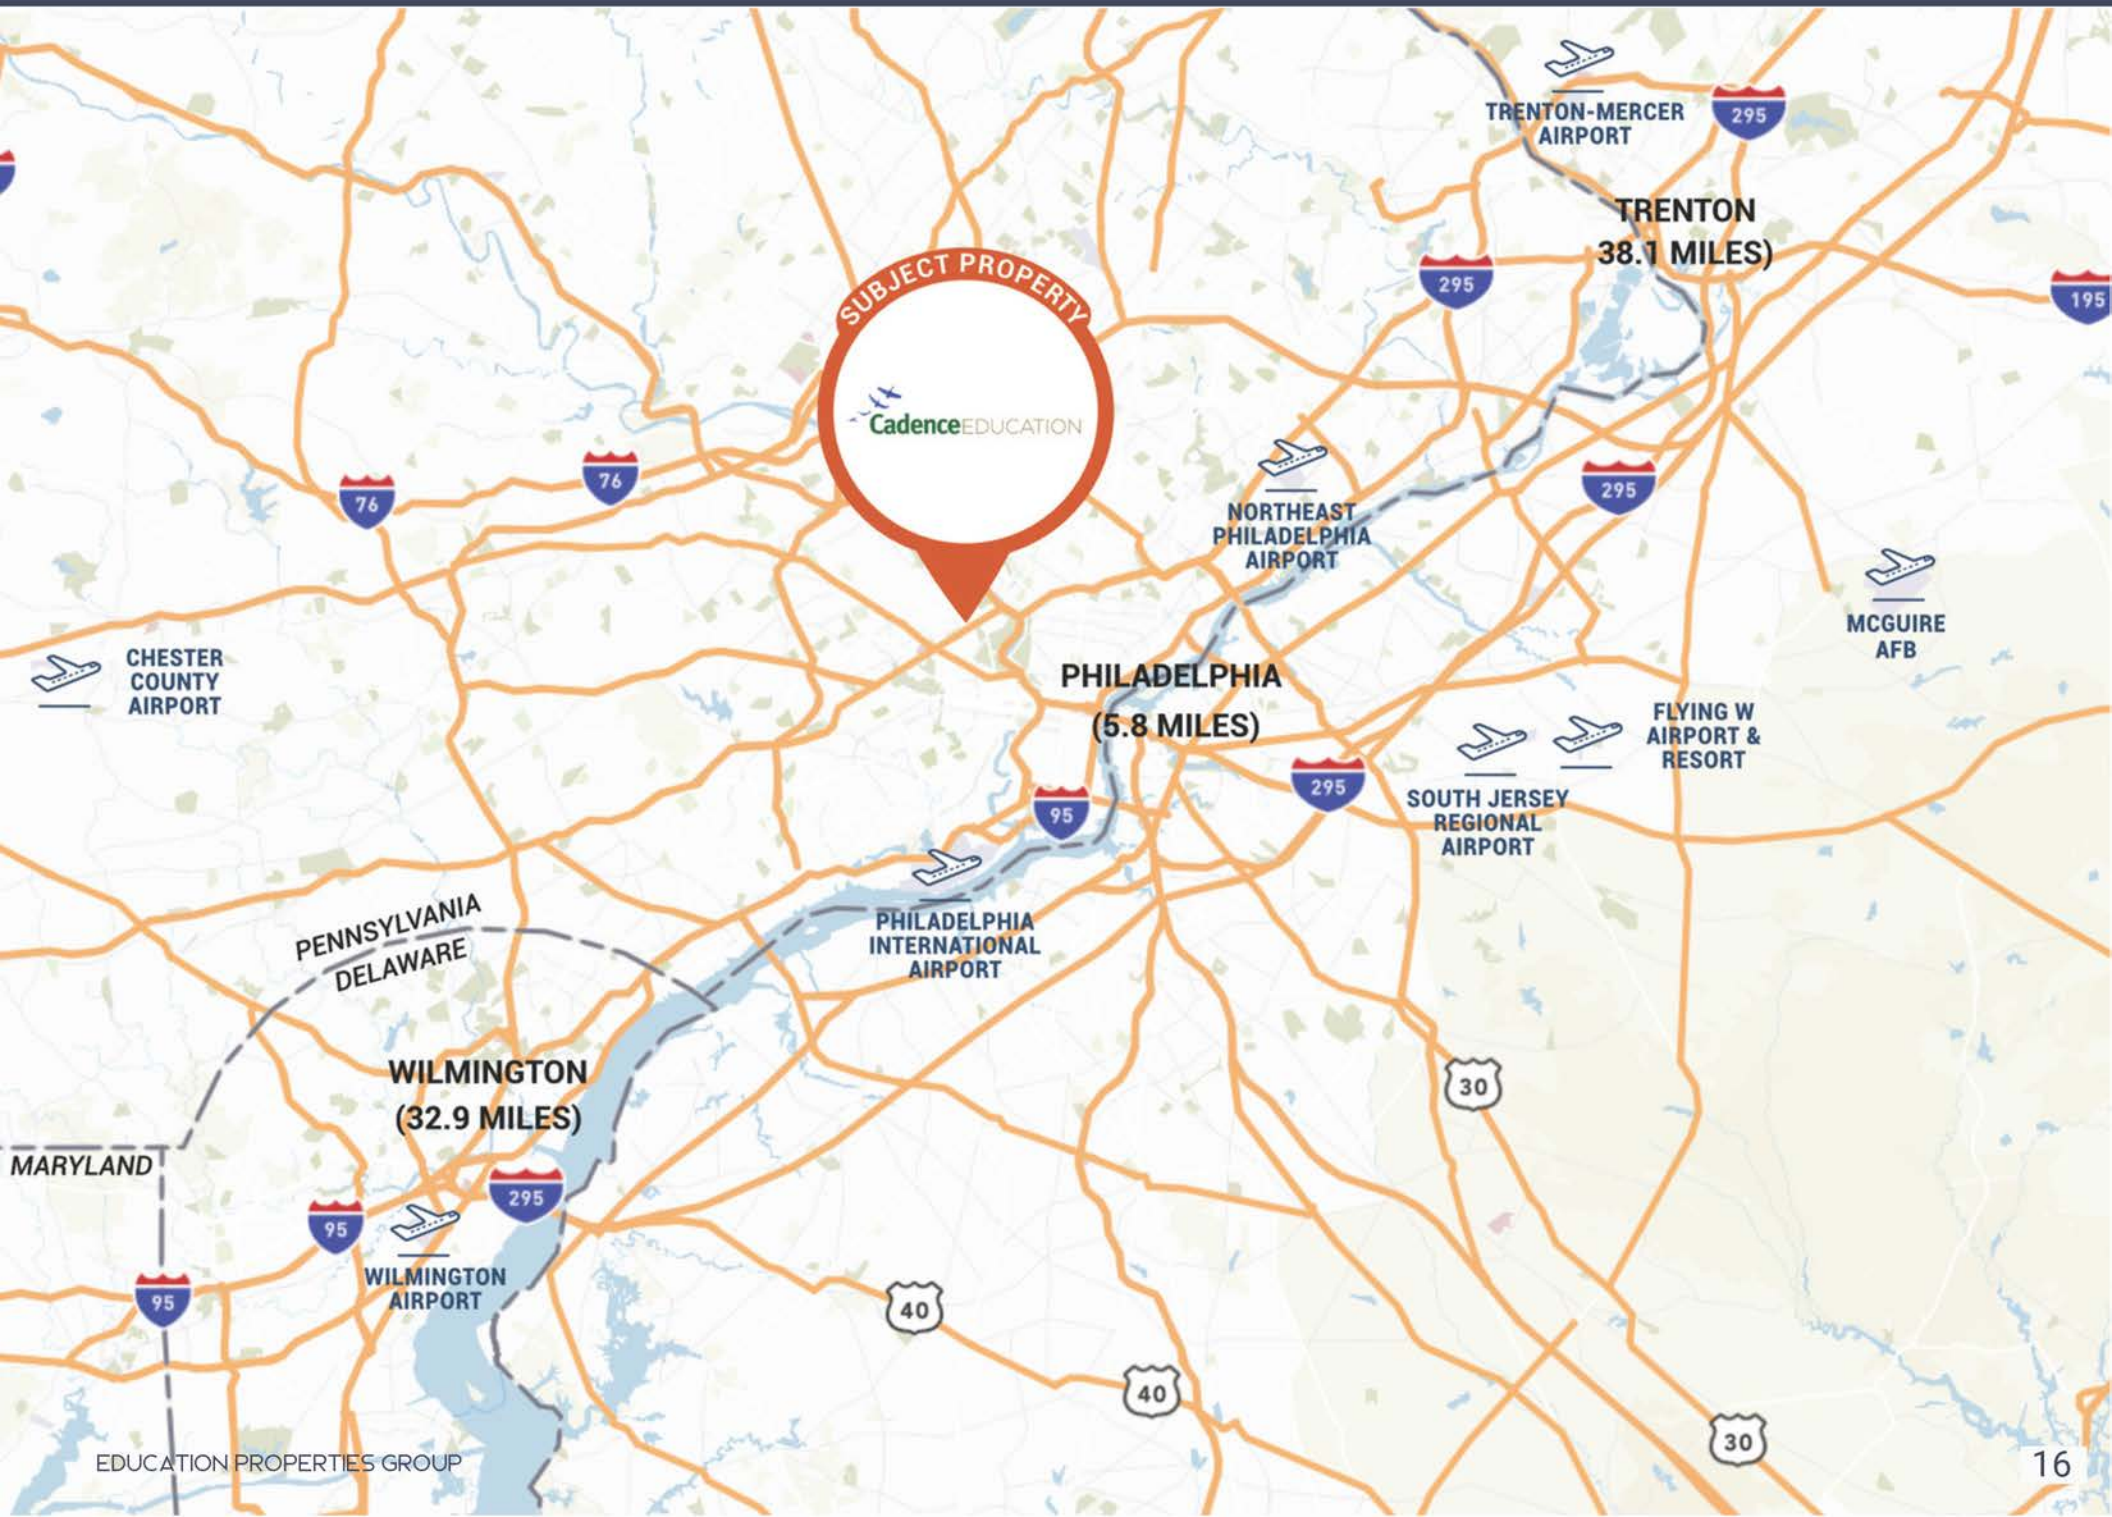 TRENTON-MERCER
AIRPORT
295
TRENTON
38.1 MILES)
295
195
SUBJECT PROPERTY
CadenceEDUCATION
76
76
295
NORTHEAST
PHILADELPHIA
AIRPORT
MCGUIRE
AFB
CHESTER
COUNTY
AIRPORT
PHILADELPHIA
(5.8 MILES)
FLYING W
AIRPORT &
RESORT
295
95
SOUTH JERSEY
REGIONAL
AIRPORT
PHILADELPHIA
INTERNATIONAL
AIRPORT
PENNSYLVANIA
DELAWARE
WILMINGTON
(32.9 MILES)
30
MARYLAND
295
95
WILMINGTON
AIRPORT
95
40
40
30
EDUCATION PROPERTIES GROUP
16